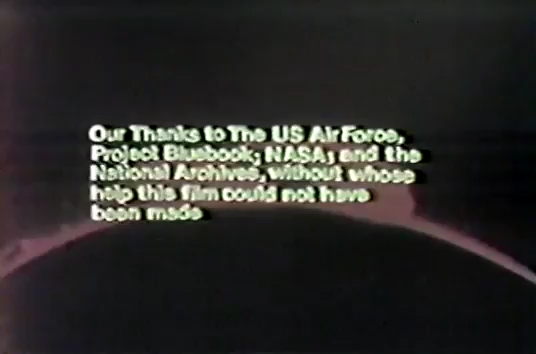 Our Thanks to The US Air Force,
Project Bluebook; NASA; and the
National Archives, without whose
help this film could not have
been made